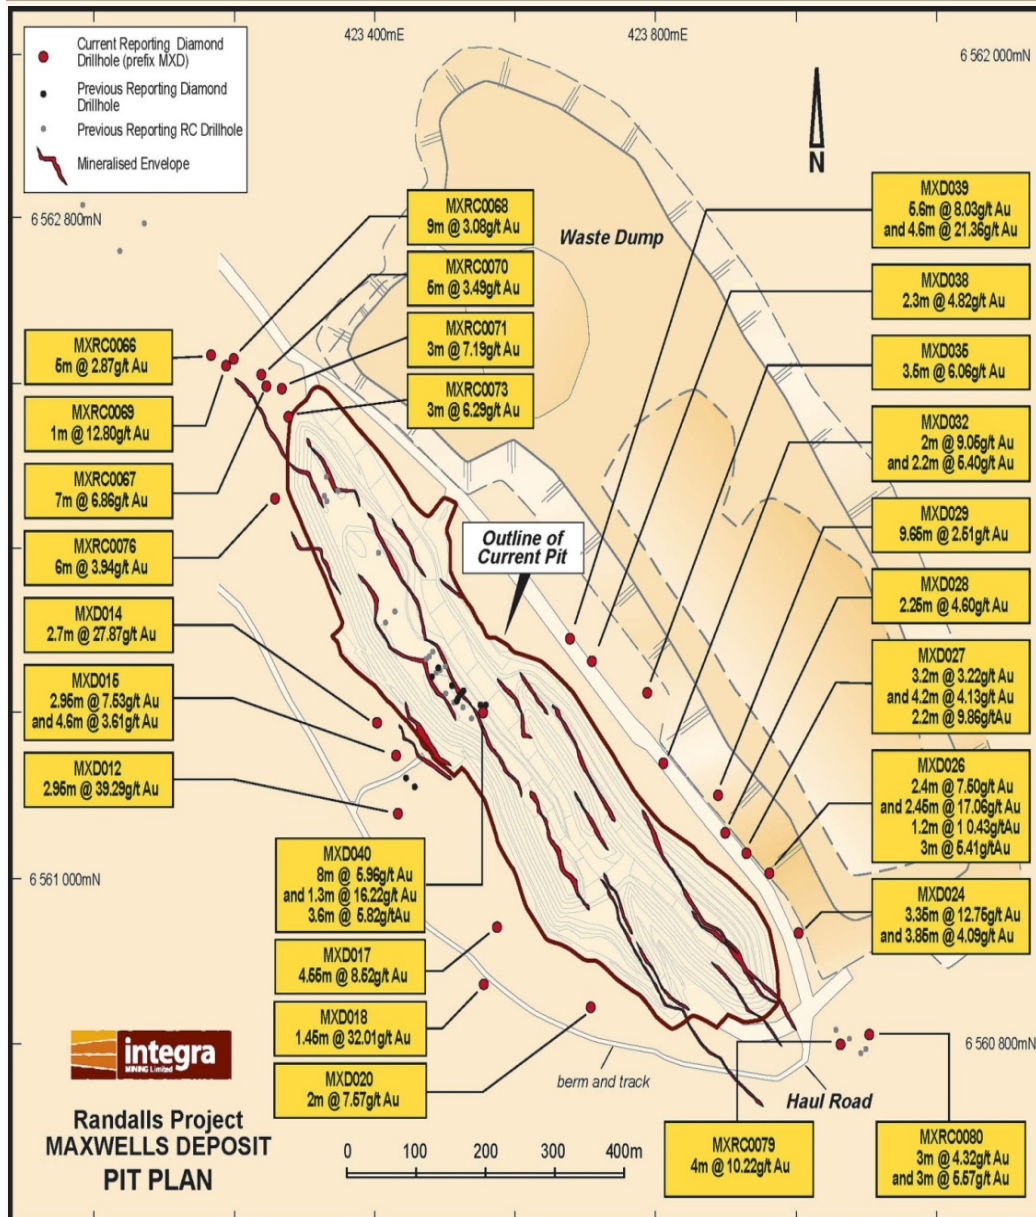 423 400mE
423 800mE
6 562 000mN
Current Reporting Diamond
Drillhole (prefix MXD)
Previous Reporting Diamond
Drillhole
Previous Reporting RC Drillhole
Mineralised Envelope
N
6 562 800mN
Waste Dump
MXRC0068
9m @ 3.08g/t Au
MXRC0070
5m @ 3.49g/t Au
MXRC0071
3m @ 7.19g/t Au
MXRC0073
3m @ 6.29g/t Au
MXRC0066
5m @ 2.87g/t Au
MXRC0069
1m @ 12.80g/t Au
MXRC0067
7m @ 6.86g/t Au
MXRC0076
6m @ 3.94g/t Au
MXD014
2.7m @ 27.87g/t Au
MXD015
2.95m @ 7.53g/t Au
and 4.6m @ 3.61g/t Au
MXD012
2.95m @ 39.29g/t Au
Outline of
Current Pit
MXD039
5.6m @ 8.03g/t Au
and 4.6m @ 21.36g/t Au
MXD038
2.3m @ 4.82g/t Au
MXD035
3.5m @ 6.06g/t Au
MXD032
2m @ 9.05g/t Au
and 2.2m @ 5.40g/t Au
MXD029
9.65m @ 2.51g/t Au
MXD028
2.25m @ 4.60g/t Au
MXD027
3.2m @ 3.22g/t Au
and 4.2m @ 4.13g/t Au
2.2m @ 9.86g/tAu
MXD026
2.4m @ 7.50g/t Au
and 2.45m @ 17.06g/t Au
1.2m @ 1 0.43g/tAu
3m @ 5.41g/tAu
MXD024
3.35m @ 12.75g/t Au
and 3.85m @ 4.09g/t Au
6 561 000mN
MXD040
8m @ 5.96g/t Au
and 1.3m @ 16.22g/t Au
3.6m @ 5.82g/tAu
MXD017
4.55m @ 8.52g/t Au
MXD018
1.45m @ 32.01g/t Au
MXD020
2m @ 7.57g/t Au
6 560 800mN
berm and track
Haul Road
MXRC0079
4m @ 10.22g/t Au
MXRC0080
3m @ 4.32g/t Au
and 3m @ 5.57g/t Au
integra
MINING Limited
Randalls Project
MAXWELLS DEPOSIT
PIT PLAN
0 100 200 300 400m